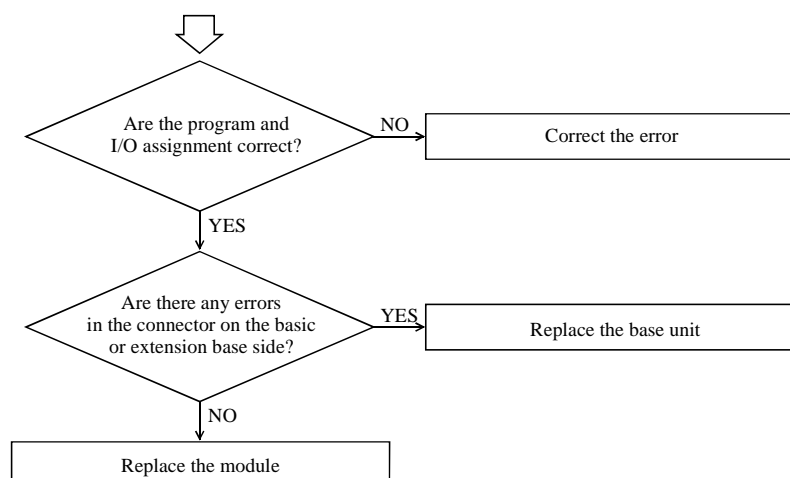 Are the program and
I/O assignment correct?
NO
Correct the error
YES
Are there any errors
in the connector on the basic
or extension base side?
YES
Replace the base unit
NO
Replace the module